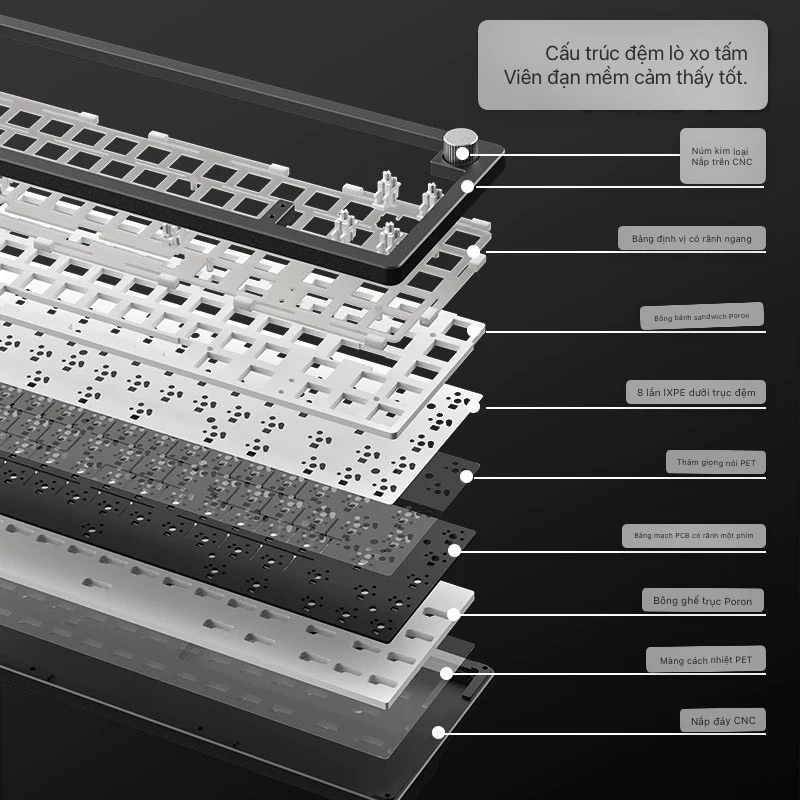 Cấu trúc đệm lò xo tấm
Viên đạn mềm cảm thấy tốt.
Núm kim loại
Nắp trên CNC
Bảng định vị có rãnh ngang
Bông bánh sandwich Poron
8 lần IXPE dưới trục đệm
Thảm giọng nói PET
Bảng mạch PCB có rãnh một phím
Bông ghế trục Poron
Màng cách nhiệt PET
Nắp đáy CNC